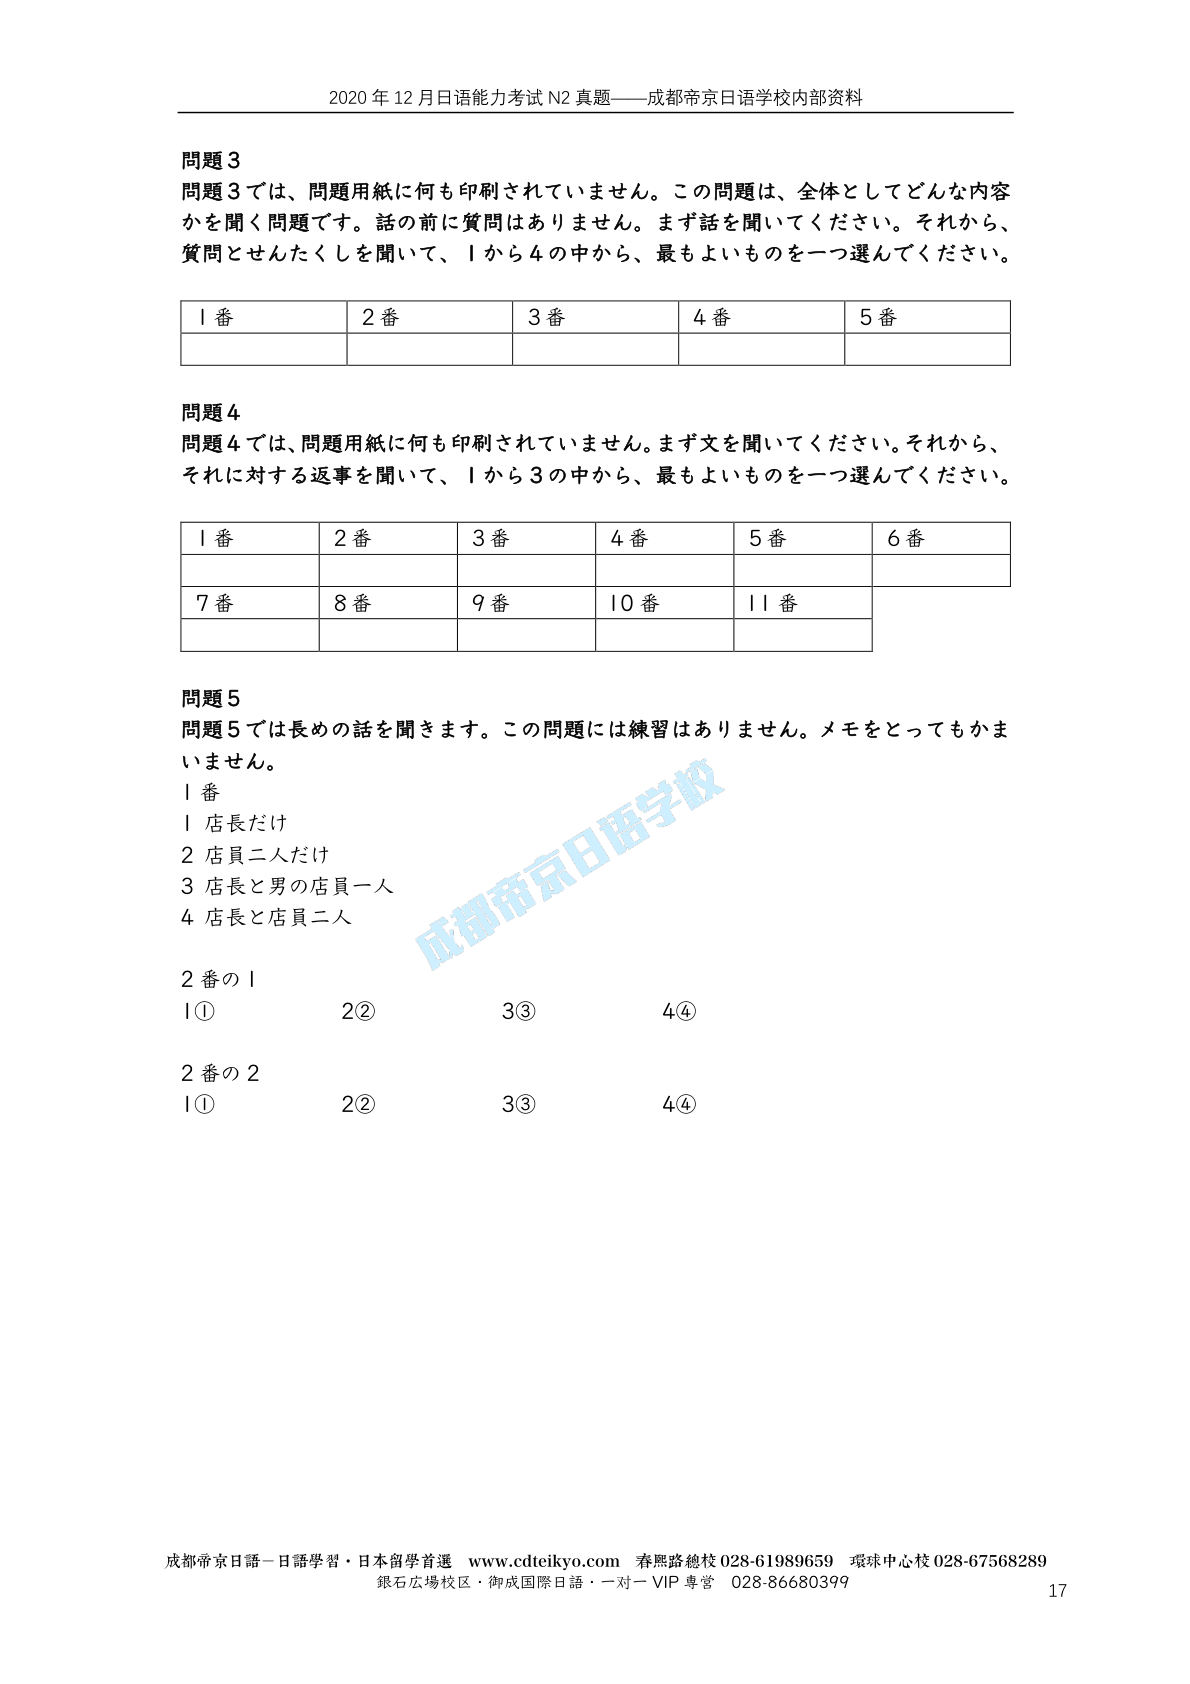 2020 年 12 月日语能力考试 N2 真题——成都帝京日语学校内部资料
問題３
問題３では、問題用紙に何も印刷されていません。この問題は、全体としてどんな内容
かを聞く問題です。話の前に質問はありません。まず話を聞いてください。それから、
質問とせんたくしを聞いて、１から４の中から、最もよいものを一つ選んでください。
１番 ２番 ３番 ４番 ５番
問題４
問題４では、問題用紙に何も印刷されていません。まず文を聞いてください。それから、
それに対する返事を聞いて、１から３の中から、最もよいものを一つ選んでください。
１番 ２番 ３番 ４番 ５番 ６番
７番 ８番 ９番 10 番 11 番
問題５
問題５では長めの話を聞きます。この問題には練習はありません。メモをとってもかま
いません。
1 番
1 店長だけ
2 店員二人だけ
3 店長と男の店員一人
4 店長と店員二人
成都帝京日语学校
2 番の 1
1① 2② 3③ 4④
2 番の 2
1① 2② 3③ 4④
成都帝京日語－日語學習・日本留學首選 www.cdteikyo.com 春熙路總校 028-61989659 環球中心校 028-67568289
銀石広場校区・御成国際日語・一对一 VIP 専営 028-86680399
17